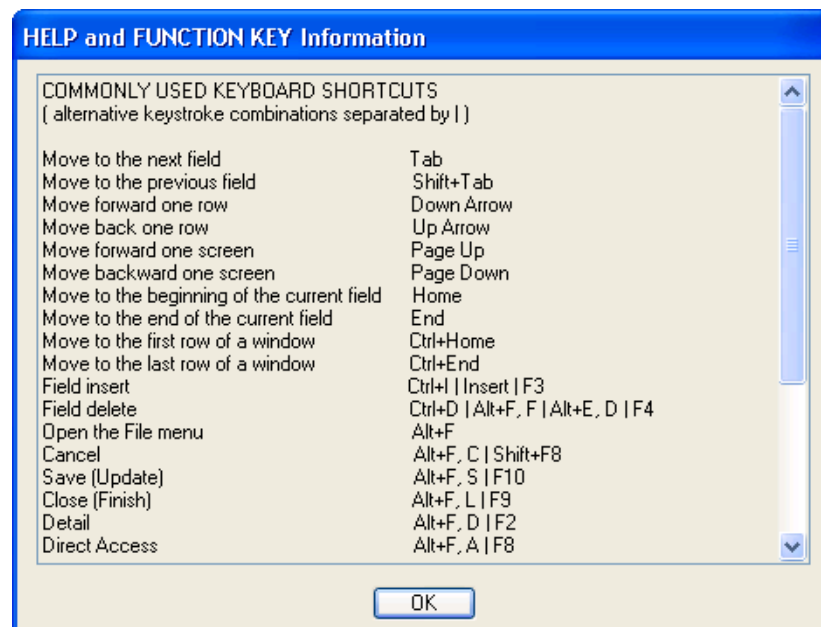 HELP and FUNCTION KEY Information
COMMONLY USED KEYBOARD SHORTCUTS
( alternative keystroke combinations separated by | )
Move to the next field Tab
Move to the previous field Shift+Tab
Move forward one row Down Arrow
Move back one row Up Arrow
Move forward one screen Page Up
Move backward one screen Page Down
Move to the beginning of the current field Home
Move to the end of the current field End
Move to the first row of a window Ctrl+Home
Move to the last row of a window Ctrl+End
Field insert Ctrl+I | Insert | F3
Field delete Ctrl+D | Alt+F, F | Alt+E, D | F4
Open the File menu Alt+F
Cancel Alt+F, C | Shift+F8
Save (Update) Alt+F, S | F10
Close (Finish) Alt+F, L | F9
Detail Alt+F, D | F2
Direct Access Alt+F, A | F8
OK